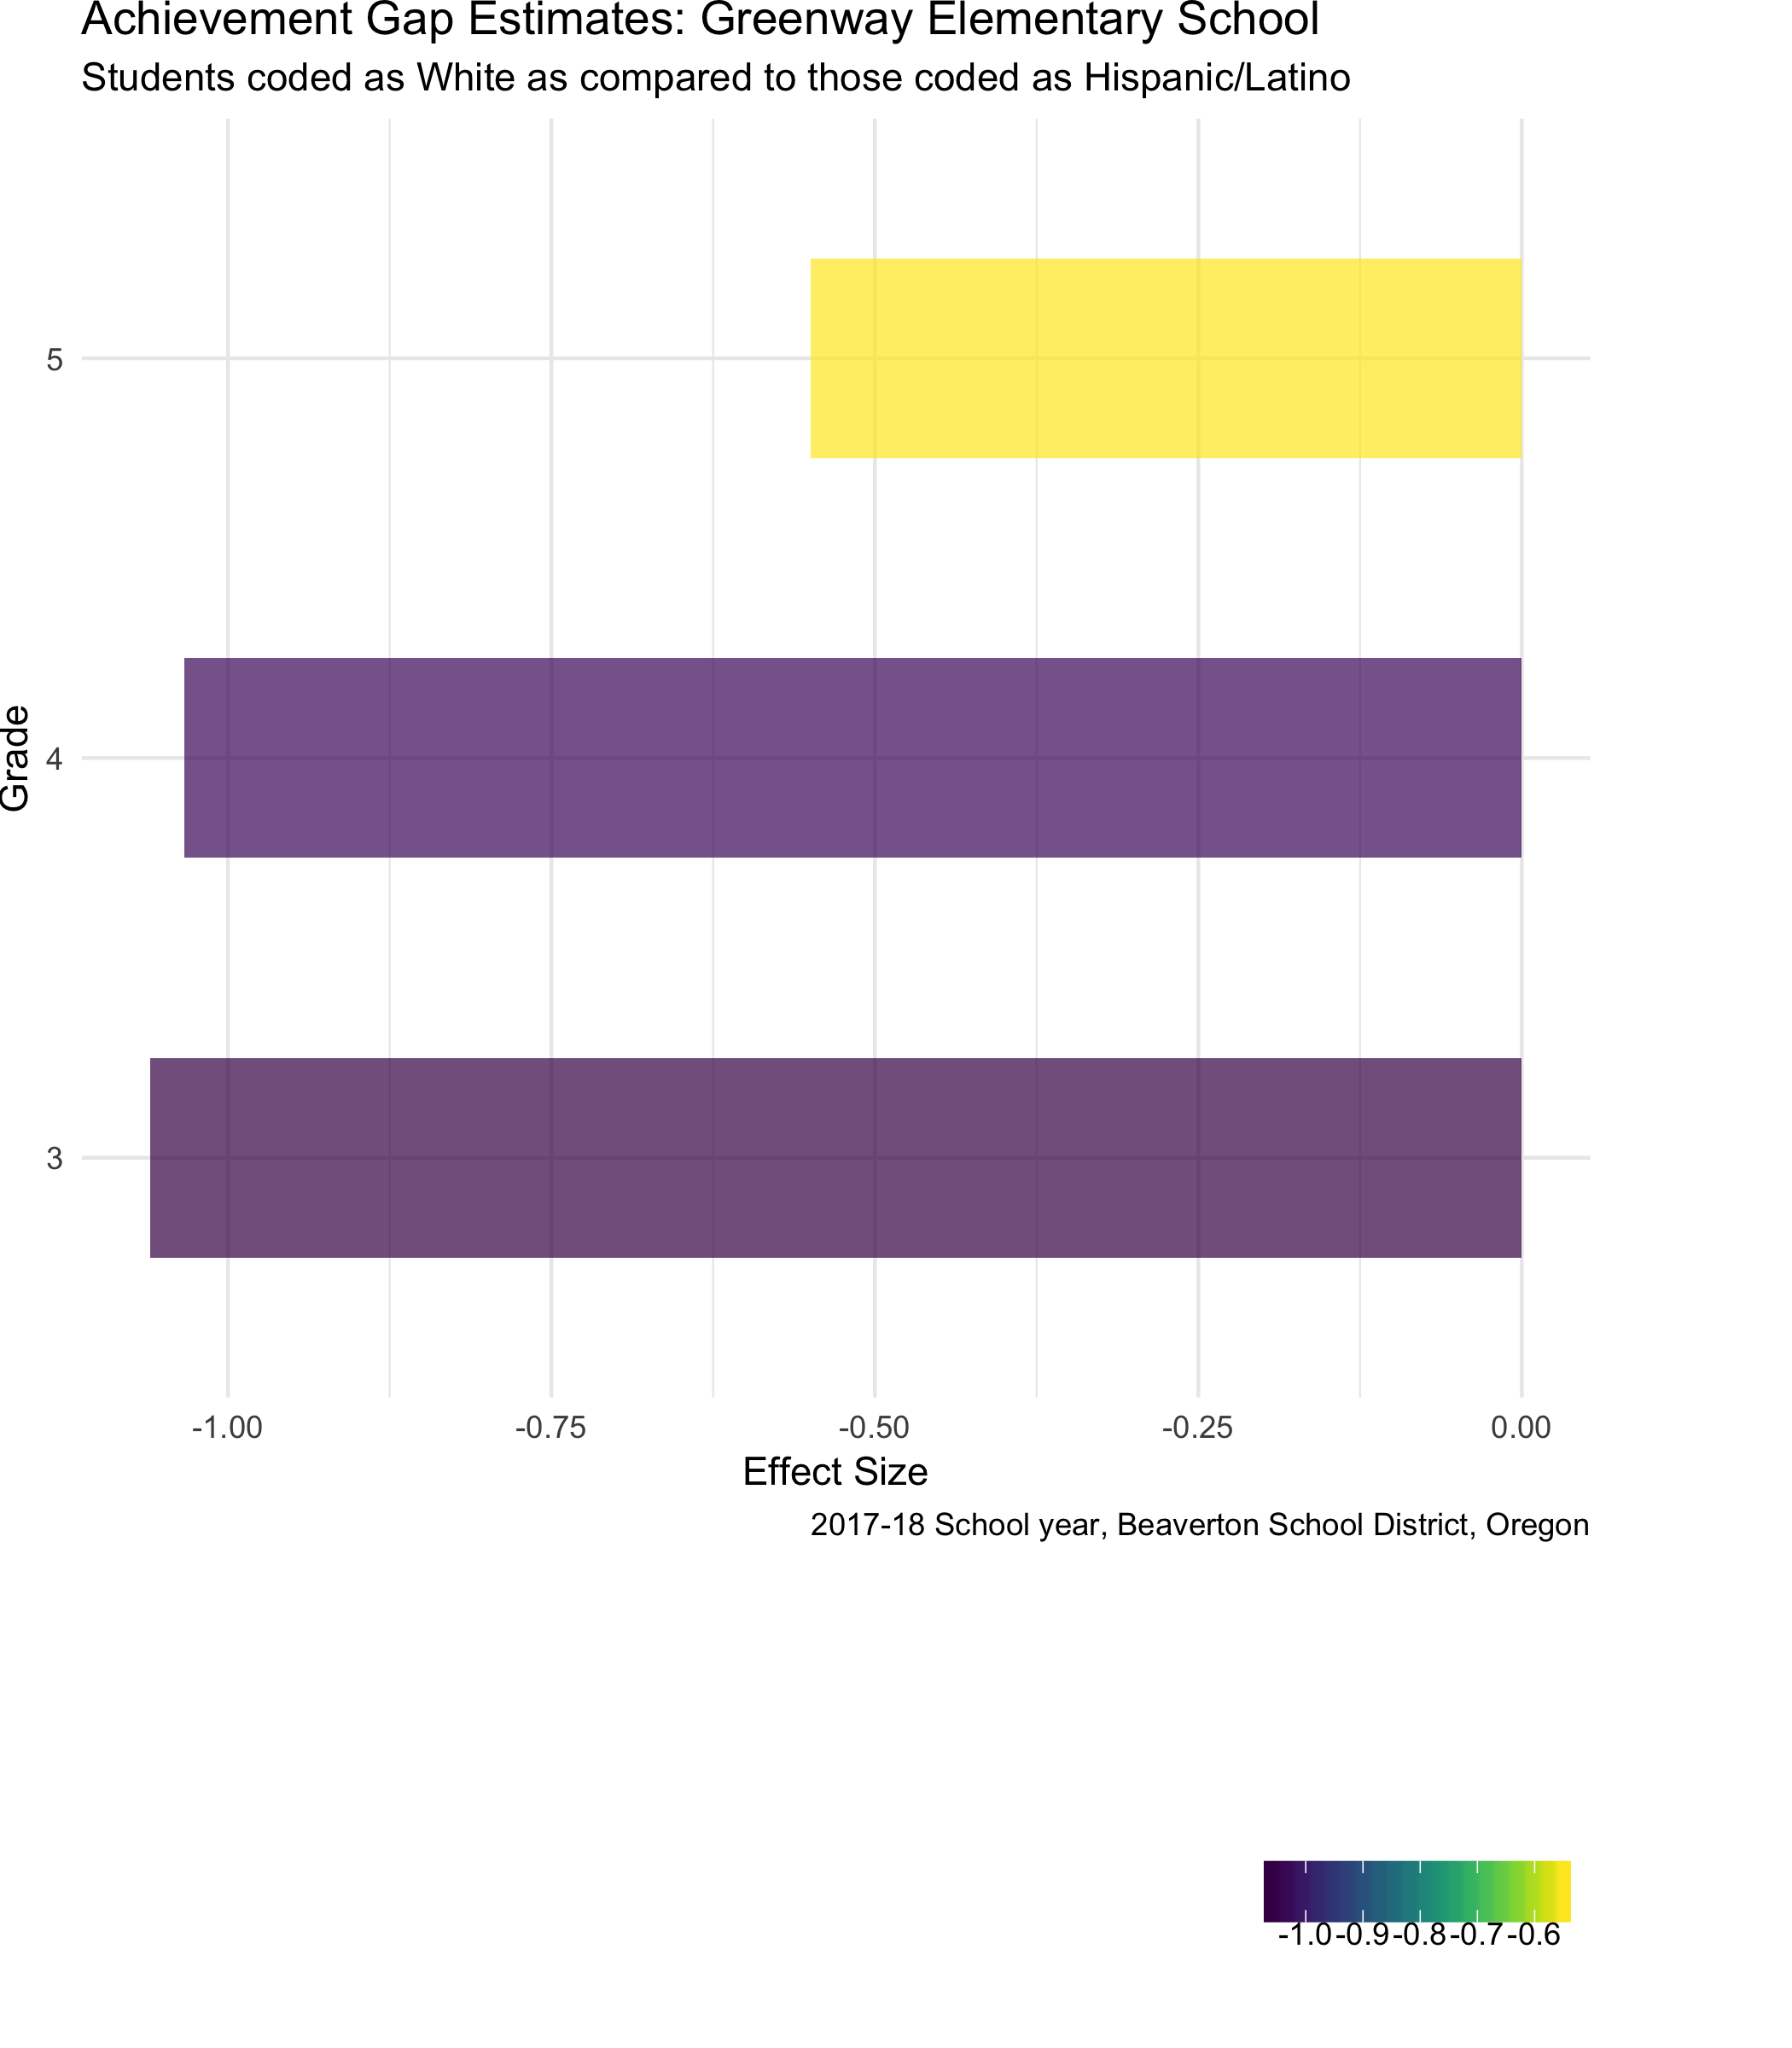 Achievement Gap Estimates: Greenway Elementary School
Students coded as White as compared to those coded as Hispanic/Latino
5
4
3
Grade
-1.00 -0.75 -0.50 -0.25 0.00
Effect Size
2017-18 School year, Beaverton School District, Oregon
-1.0 -0.9 -0.8 -0.7 -0.6